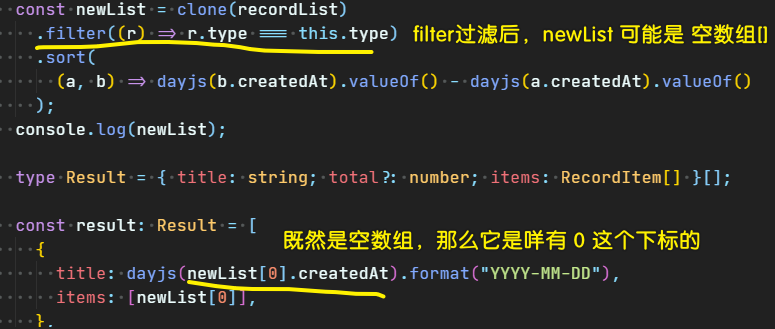 const newList = clone(recordList)
.filter((r) => r.type === this.type) filter过滤后，newList 可能是 空数组[]
.sort(
(a, b) => dayjs(b.createdAt).valueOf() - dayjs(a.createdAt).valueOf()
);
console.log(newList);
type Result = { title: string; total?: number; items: RecordItem[] }[];
const result: Result = [
既然是空数组，那么它是咩有 0 这个下标的
{
title: dayjs(newList[0].createdAt).format("YYYY-MM-DD"),
items: [newList[0]],
},